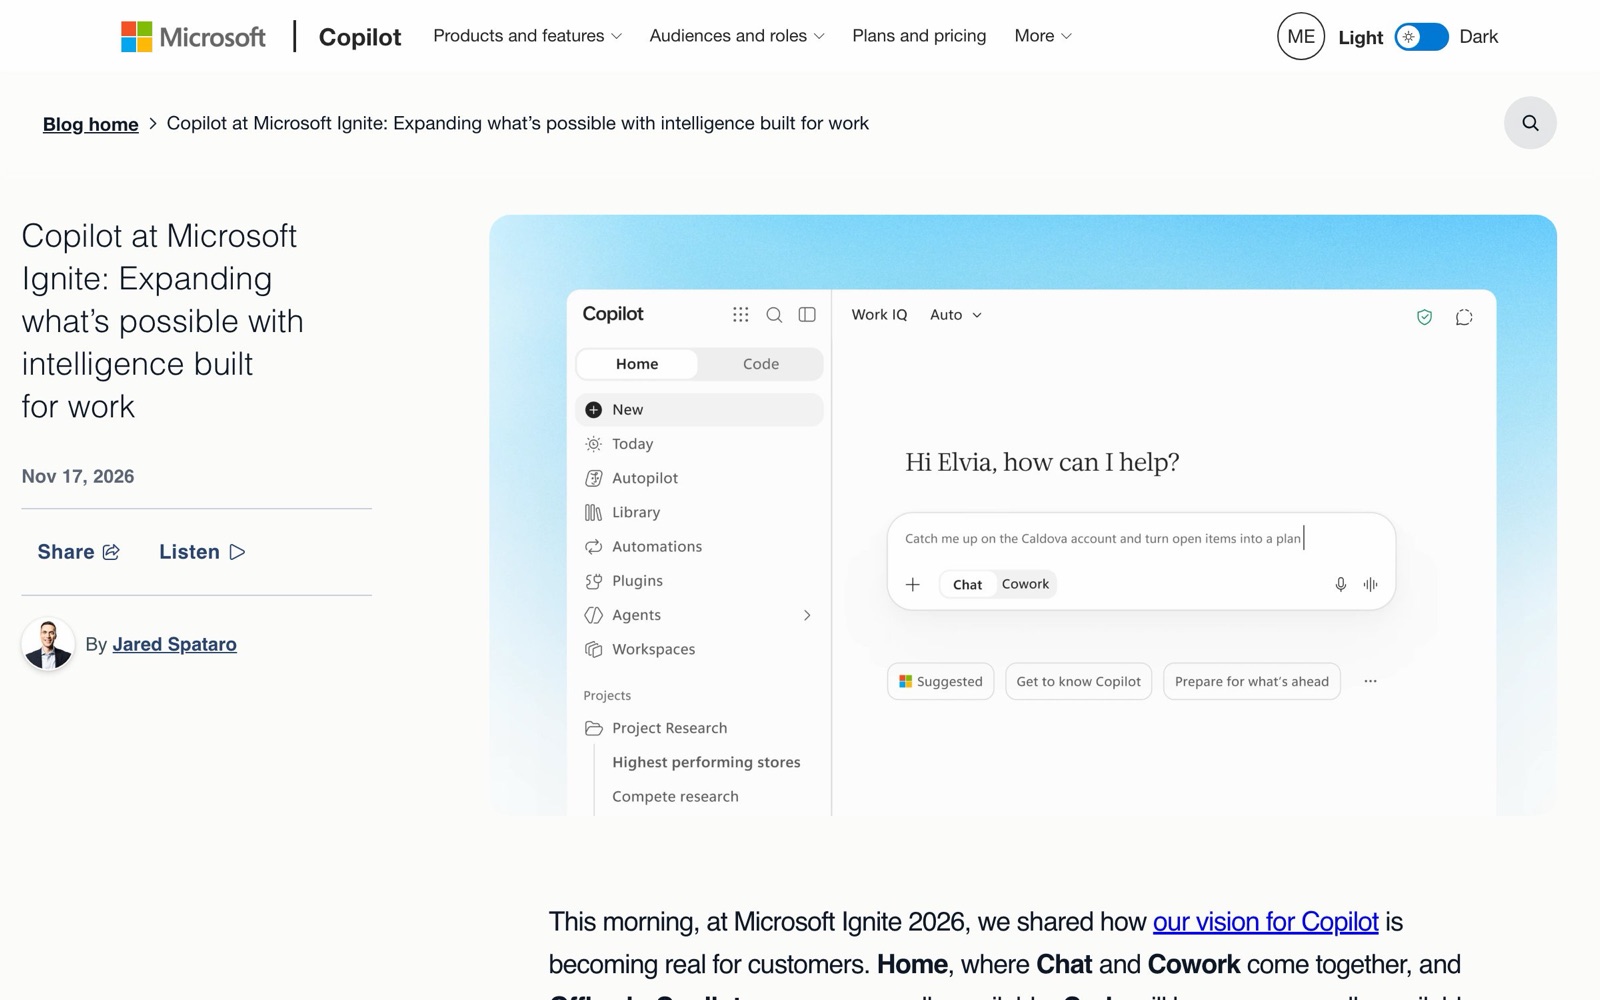 Microsoft | Copilot Products and features Audiences and roles Plans and pricing More ME Light Dark
Blog home > Copilot at Microsoft Ignite: Expanding what’s possible with intelligence built for work
Copilot at Microsoft
Ignite: Expanding
what’s possible with
intelligence built
for work
Nov 17, 2026
Share Listen
By Jared Spataro
Copilot
Home Code
New
Today
Autopilot
Library
Automations
Plugins
Agents
Workspaces
Projects
Project Research
Highest performing stores
Compete research
Work IQ Auto
Hi Elvia, how can I help?
Catch me up on the Caldova account and turn open items into a plan
Chat Cowork
Suggested Get to know Copilot Prepare for what’s ahead ...
This morning, at Microsoft Ignite 2026, we shared how our vision for Copilot is
becoming real for customers. Home, where Chat and Cowork come together, and